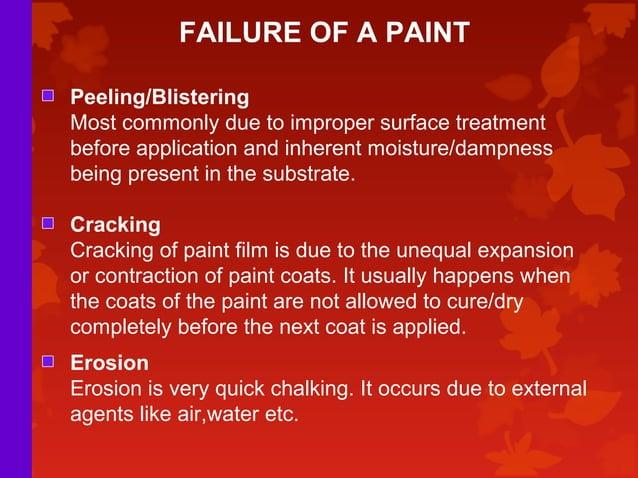 FAILURE OF A PAINT
Peeling/Blistering
Most commonly due to improper surface treatment
before application and inherent moisture/dampness
being present in the substrate.
Cracking
Cracking of paint film is due to the unequal expansion
or contraction of paint coats. It usually happens when
the coats of the paint are not allowed to cure/dry
completely before the next coat is applied.
Erosion
Erosion is very quick chalking. It occurs due to external
agents like air,water etc.